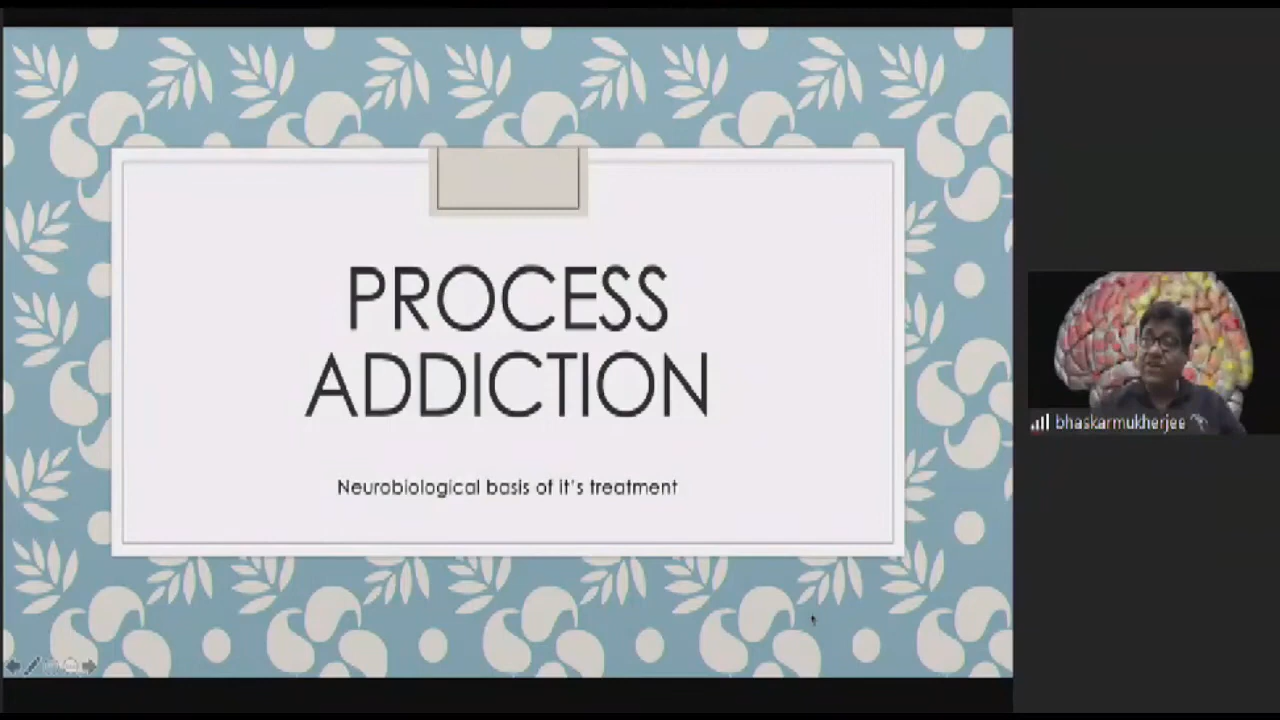 PROCESS
ADDICTION
Neurobiological basis of it's treatment
bhaskarmukherjee